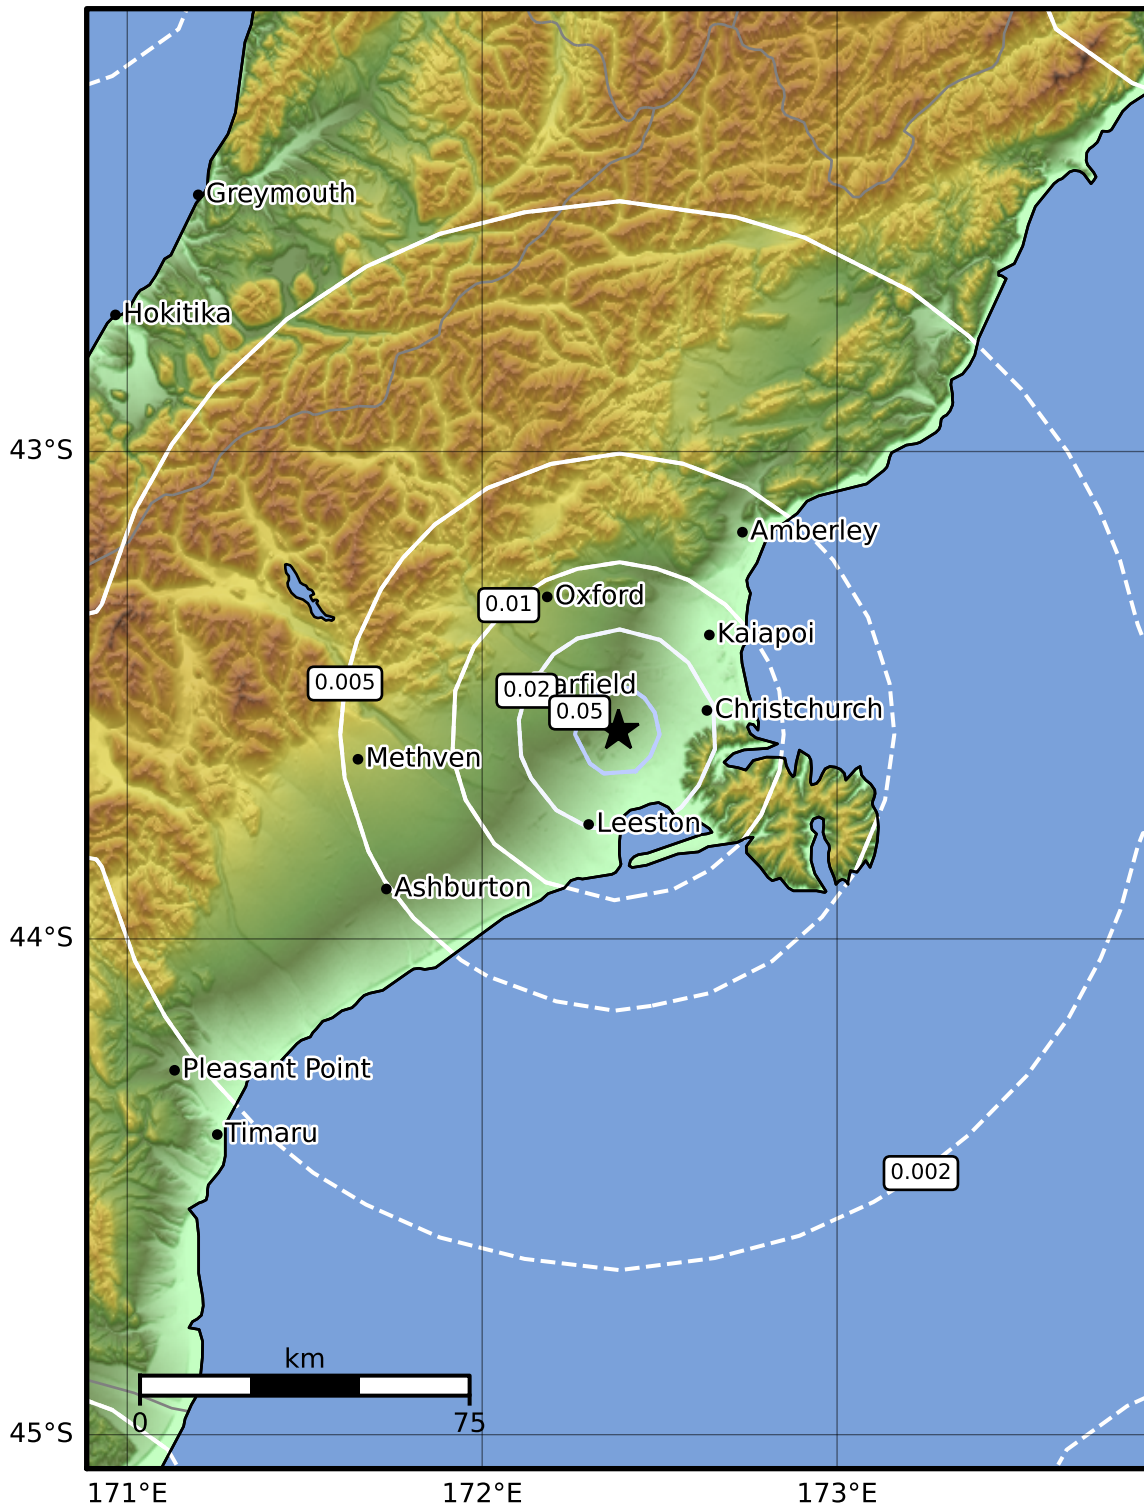 Greymouth
Hokitika
43°S
Amberley
0.01
Oxford
Kaiapoi
0.005
0.02
arfield
0.05
Christchurch
Methven
Leeston
Ashburton
44°S
Pleasant Point
Timaru
0.002
km
0 75
45°S
171°E 172°E 173°E